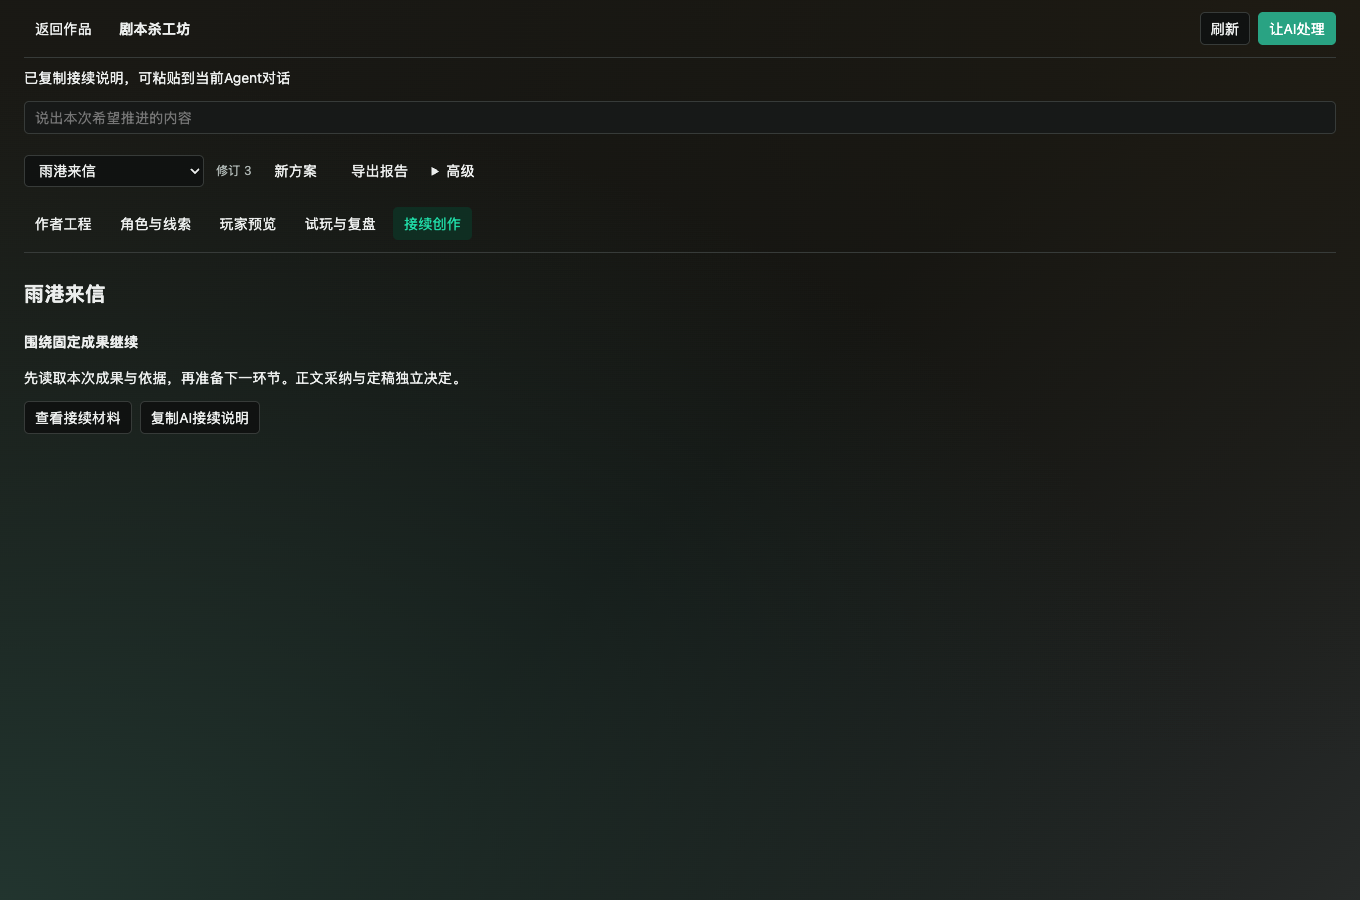 返回作品 剧本杀工坊 刷新 让AI处理
已复制接续说明，可粘贴到当前Agent对话
说出本次希望推进的内容
雨港来信 修订 3 新方案 导出报告 ▶ 高级
作者工程 角色与线索 玩家预览 试玩与复盘 接续创作
雨港来信
围绕固定成果继续
先读取本次成果与依据，再准备下一环节。正文采纳与定稿独立决定。
查看接续材料 复制AI接续说明